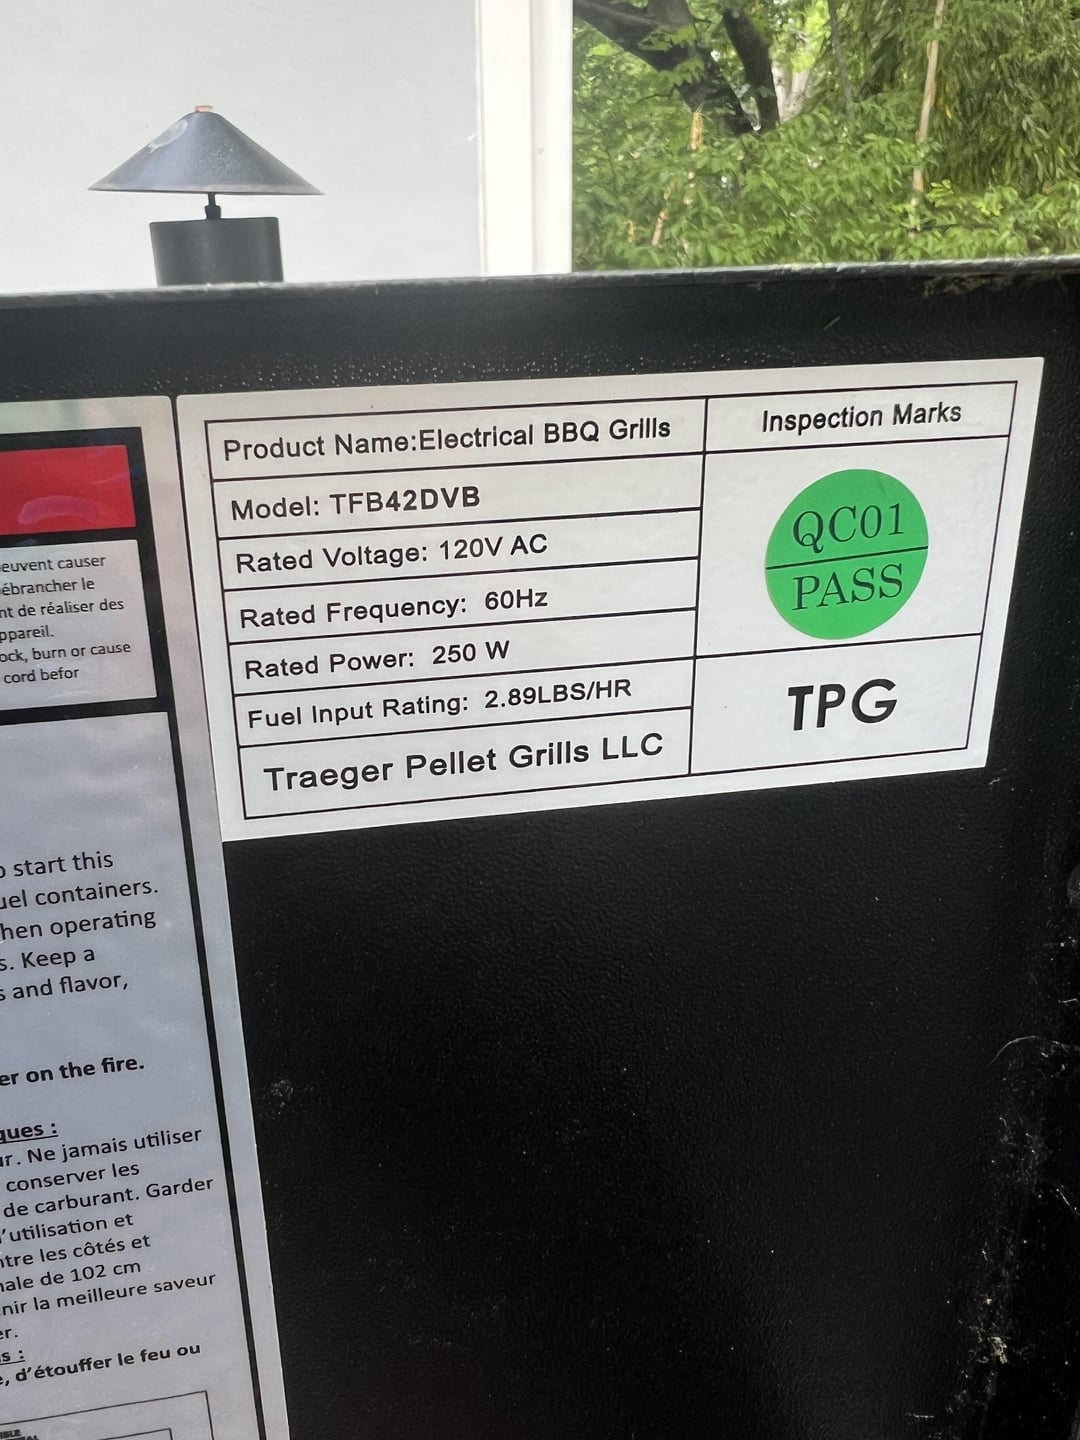 Product Name:Electrical BBQ Grills
Inspection Marks
Model: TFB42DVB
Rated Voltage: 120V AC
Rated Frequency: 60Hz
Rated Power: 250 W
Fuel Input Rating: 2.89LBS/HR
Traeger Pellet Grills LLC
QC01
PASS
TPG
euvent causer
ébrancher le
nt de réaliser des
ppareil.
ock, burn or cause
cord befor
o start this
uel containers.
hen operating
s. Keep a
s and flavor,
er on the fire.
ques :
ur. Ne jamais utiliser
conserver les
de carburant. Garder
l'utilisation et
ntre les côtés et
nale de 102 cm
nir la meilleure saveur
er.
s :
e, d'étouffer le feu ou